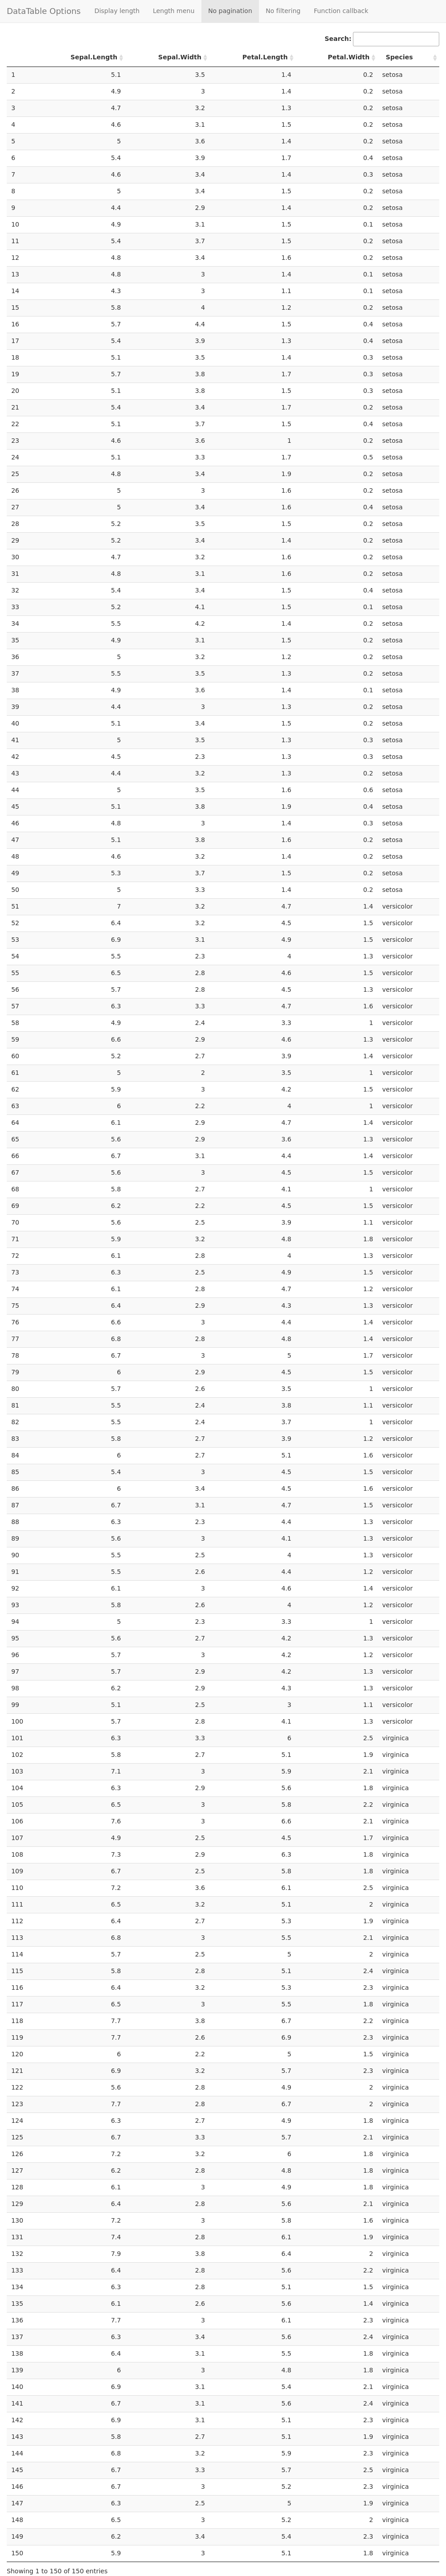 DataTable Options Display length Length menu No pagination No filtering Function callback
Search:
Sepal.Length Sepal.Width Petal.Length Petal.Width Species
1 5.1 3.5 1.4 0.2 setosa
2 4.9 3 1.4 0.2 setosa
3 4.7 3.2 1.3 0.2 setosa
4 4.6 3.1 1.5 0.2 setosa
5 5 3.6 1.4 0.2 setosa
6 5.4 3.9 1.7 0.4 setosa
7 4.6 3.4 1.4 0.3 setosa
8 5 3.4 1.5 0.2 setosa
9 4.4 2.9 1.4 0.2 setosa
10 4.9 3.1 1.5 0.1 setosa
11 5.4 3.7 1.5 0.2 setosa
12 4.8 3.4 1.6 0.2 setosa
13 4.8 3 1.4 0.1 setosa
14 4.3 3 1.1 0.1 setosa
15 5.8 4 1.2 0.2 setosa
16 5.7 4.4 1.5 0.4 setosa
17 5.4 3.9 1.3 0.4 setosa
18 5.1 3.5 1.4 0.3 setosa
19 5.7 3.8 1.7 0.3 setosa
20 5.1 3.8 1.5 0.3 setosa
21 5.4 3.4 1.7 0.2 setosa
22 5.1 3.7 1.5 0.4 setosa
23 4.6 3.6 1 0.2 setosa
24 5.1 3.3 1.7 0.5 setosa
25 4.8 3.4 1.9 0.2 setosa
26 5 3 1.6 0.2 setosa
27 5 3.4 1.6 0.4 setosa
28 5.2 3.5 1.5 0.2 setosa
29 5.2 3.4 1.4 0.2 setosa
30 4.7 3.2 1.6 0.2 setosa
31 4.8 3.1 1.6 0.2 setosa
32 5.4 3.4 1.5 0.4 setosa
33 5.2 4.1 1.5 0.1 setosa
34 5.5 4.2 1.4 0.2 setosa
35 4.9 3.1 1.5 0.2 setosa
36 5 3.2 1.2 0.2 setosa
37 5.5 3.5 1.3 0.2 setosa
38 4.9 3.6 1.4 0.1 setosa
39 4.4 3 1.3 0.2 setosa
40 5.1 3.4 1.5 0.2 setosa
41 5 3.5 1.3 0.3 setosa
42 4.5 2.3 1.3 0.3 setosa
43 4.4 3.2 1.3 0.2 setosa
44 5 3.5 1.6 0.6 setosa
45 5.1 3.8 1.9 0.4 setosa
46 4.8 3 1.4 0.3 setosa
47 5.1 3.8 1.6 0.2 setosa
48 4.6 3.2 1.4 0.2 setosa
49 5.3 3.7 1.5 0.2 setosa
50 5 3.3 1.4 0.2 setosa
51 7 3.2 4.7 1.4 versicolor
52 6.4 3.2 4.5 1.5 versicolor
53 6.9 3.1 4.9 1.5 versicolor
54 5.5 2.3 4 1.3 versicolor
55 6.5 2.8 4.6 1.5 versicolor
56 5.7 2.8 4.5 1.3 versicolor
57 6.3 3.3 4.7 1.6 versicolor
58 4.9 2.4 3.3 1 versicolor
59 6.6 2.9 4.6 1.3 versicolor
60 5.2 2.7 3.9 1.4 versicolor
61 5 2 3.5 1 versicolor
62 5.9 3 4.2 1.5 versicolor
63 6 2.2 4 1 versicolor
64 6.1 2.9 4.7 1.4 versicolor
65 5.6 2.9 3.6 1.3 versicolor
66 6.7 3.1 4.4 1.4 versicolor
67 5.6 3 4.5 1.5 versicolor
68 5.8 2.7 4.1 1 versicolor
69 6.2 2.2 4.5 1.5 versicolor
70 5.6 2.5 3.9 1.1 versicolor
71 5.9 3.2 4.8 1.8 versicolor
72 6.1 2.8 4 1.3 versicolor
73 6.3 2.5 4.9 1.5 versicolor
74 6.1 2.8 4.7 1.2 versicolor
75 6.4 2.9 4.3 1.3 versicolor
76 6.6 3 4.4 1.4 versicolor
77 6.8 2.8 4.8 1.4 versicolor
78 6.7 3 5 1.7 versicolor
79 6 2.9 4.5 1.5 versicolor
80 5.7 2.6 3.5 1 versicolor
81 5.5 2.4 3.8 1.1 versicolor
82 5.5 2.4 3.7 1 versicolor
83 5.8 2.7 3.9 1.2 versicolor
84 6 2.7 5.1 1.6 versicolor
85 5.4 3 4.5 1.5 versicolor
86 6 3.4 4.5 1.6 versicolor
87 6.7 3.1 4.7 1.5 versicolor
88 6.3 2.3 4.4 1.3 versicolor
89 5.6 3 4.1 1.3 versicolor
90 5.5 2.5 4 1.3 versicolor
91 5.5 2.6 4.4 1.2 versicolor
92 6.1 3 4.6 1.4 versicolor
93 5.8 2.6 4 1.2 versicolor
94 5 2.3 3.3 1 versicolor
95 5.6 2.7 4.2 1.3 versicolor
96 5.7 3 4.2 1.2 versicolor
97 5.7 2.9 4.2 1.3 versicolor
98 6.2 2.9 4.3 1.3 versicolor
99 5.1 2.5 3 1.1 versicolor
100 5.7 2.8 4.1 1.3 versicolor
101 6.3 3.3 6 2.5 virginica
102 5.8 2.7 5.1 1.9 virginica
103 7.1 3 5.9 2.1 virginica
104 6.3 2.9 5.6 1.8 virginica
105 6.5 3 5.8 2.2 virginica
106 7.6 3 6.6 2.1 virginica
107 4.9 2.5 4.5 1.7 virginica
108 7.3 2.9 6.3 1.8 virginica
109 6.7 2.5 5.8 1.8 virginica
110 7.2 3.6 6.1 2.5 virginica
111 6.5 3.2 5.1 2 virginica
112 6.4 2.7 5.3 1.9 virginica
113 6.8 3 5.5 2.1 virginica
114 5.7 2.5 5 2 virginica
115 5.8 2.8 5.1 2.4 virginica
116 6.4 3.2 5.3 2.3 virginica
117 6.5 3 5.5 1.8 virginica
118 7.7 3.8 6.7 2.2 virginica
119 7.7 2.6 6.9 2.3 virginica
120 6 2.2 5 1.5 virginica
121 6.9 3.2 5.7 2.3 virginica
122 5.6 2.8 4.9 2 virginica
123 7.7 2.8 6.7 2 virginica
124 6.3 2.7 4.9 1.8 virginica
125 6.7 3.3 5.7 2.1 virginica
126 7.2 3.2 6 1.8 virginica
127 6.2 2.8 4.8 1.8 virginica
128 6.1 3 4.9 1.8 virginica
129 6.4 2.8 5.6 2.1 virginica
130 7.2 3 5.8 1.6 virginica
131 7.4 2.8 6.1 1.9 virginica
132 7.9 3.8 6.4 2 virginica
133 6.4 2.8 5.6 2.2 virginica
134 6.3 2.8 5.1 1.5 virginica
135 6.1 2.6 5.6 1.4 virginica
136 7.7 3 6.1 2.3 virginica
137 6.3 3.4 5.6 2.4 virginica
138 6.4 3.1 5.5 1.8 virginica
139 6 3 4.8 1.8 virginica
140 6.9 3.1 5.4 2.1 virginica
141 6.7 3.1 5.6 2.4 virginica
142 6.9 3.1 5.1 2.3 virginica
143 5.8 2.7 5.1 1.9 virginica
144 6.8 3.2 5.9 2.3 virginica
145 6.7 3.3 5.7 2.5 virginica
146 6.7 3 5.2 2.3 virginica
147 6.3 2.5 5 1.9 virginica
148 6.5 3 5.2 2 virginica
149 6.2 3.4 5.4 2.3 virginica
150 5.9 3 5.1 1.8 virginica
Showing 1 to 150 of 150 entries